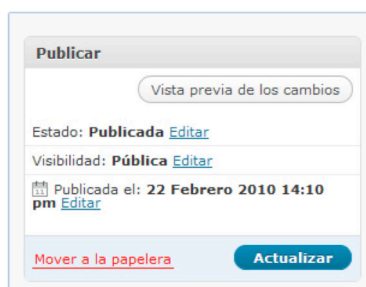 Publicar
Vista previa de los cambios
Estado: Publicada Editar
Visibilidad: Pública Editar
Publicada el: 22 Febrero 2010 14:10
pm Editar
Mover a la papelera
Actualizar